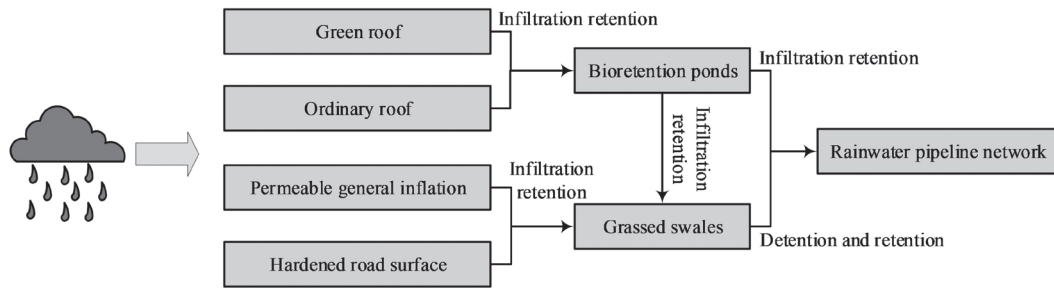 Green roof
Infiltration retention
Ordinary roof
Bioretention ponds
Infiltration retention
Infiltration
retention
Rainwater pipeline network
Permeable general inflation
Infiltration
retention
Hardened road surface
Grassed swales
Detention and retention